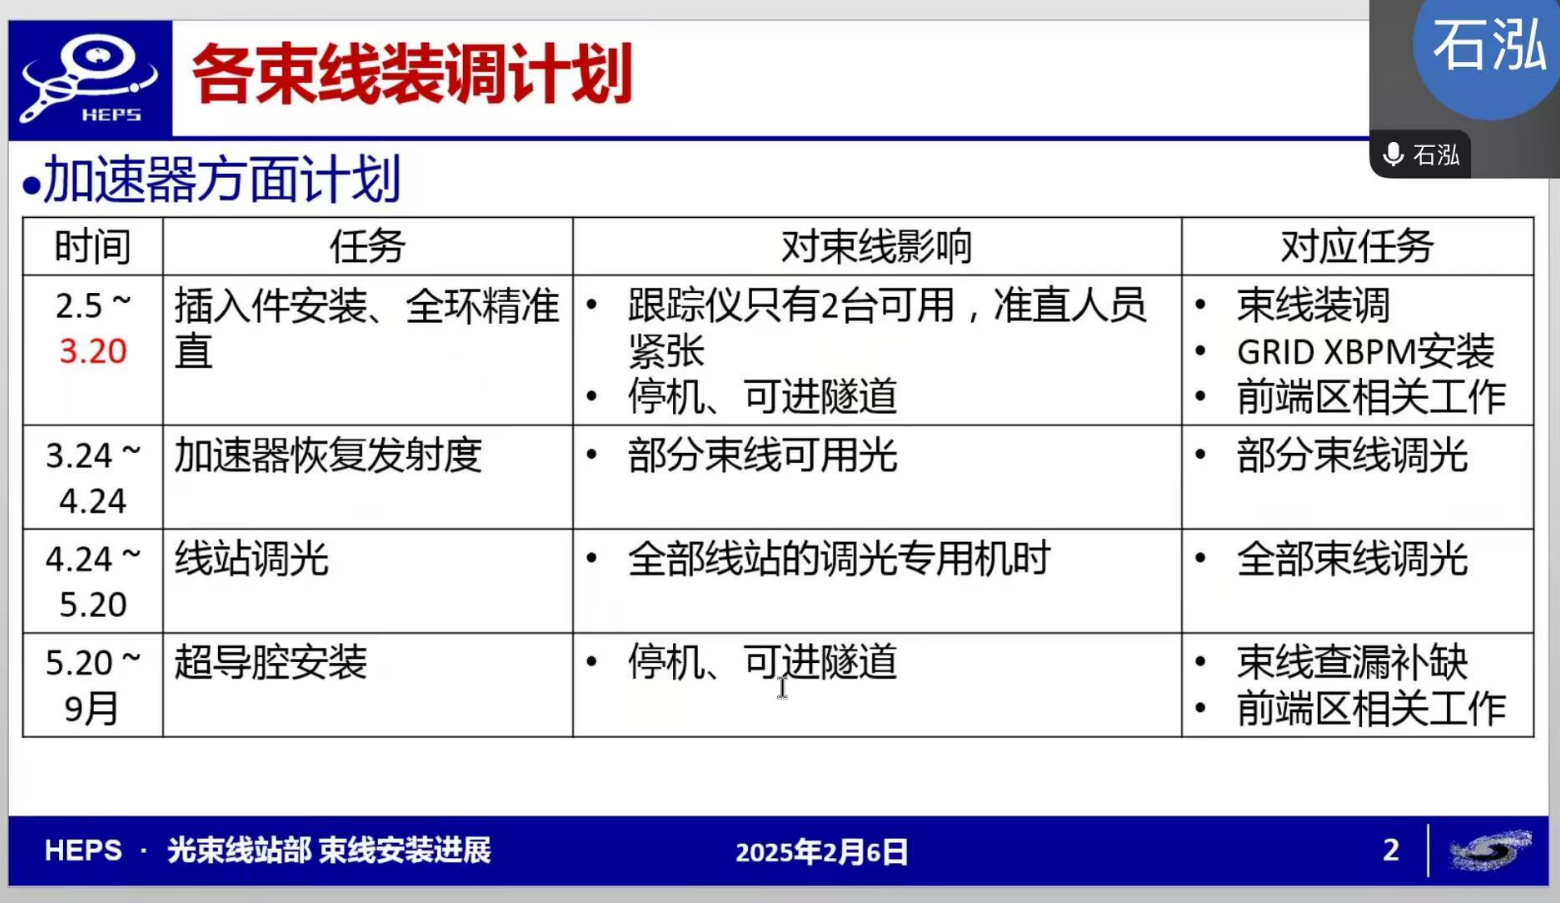 HEPS
各束线装调计划
石泓
石泓
•加速器方面计划
时间 任务 对束线影响 对应任务
2.5 ~
3.20
插入件安装、全环精准
直
• 跟踪仪只有2台可用，准直人员
紧张
• 停机、可进隧道
• 束线装调
• GRID XBPM安装
• 前端区相关工作
3.24 ~
4.24
加速器恢复发射度
• 部分束线可用光
• 部分束线调光
4.24 ~
5.20
线站调光
• 全部线站的调光专用机时
• 全部束线调光
5.20 ~
9月
超导腔安装
• 停机、可进隧道
• 束线查漏补缺
• 前端区相关工作
HEPS · 光束线站部 束线安装进展 2025年2月6日 2